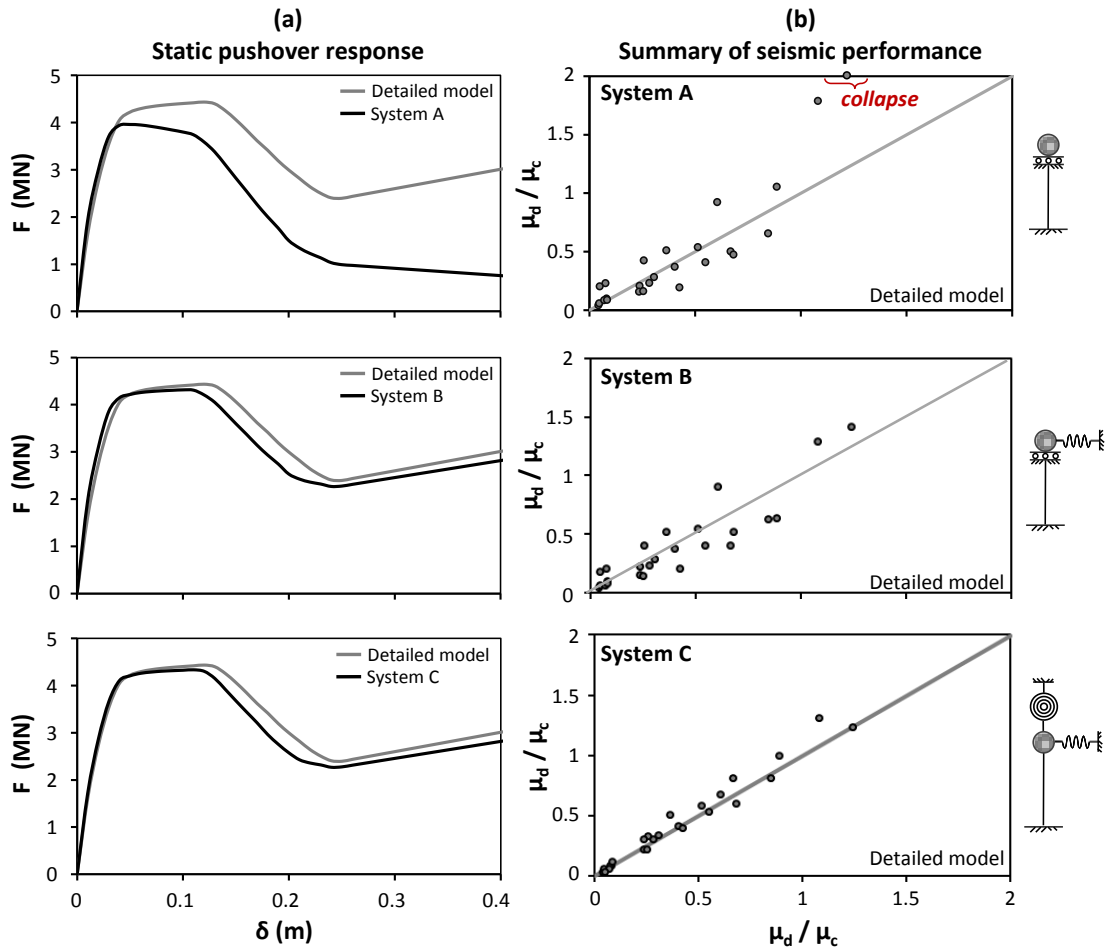 (a)
Static pushover response
(b)
Summary of seismic performance
5
4
3
2
1
0
F (MN)
Detailed model
System A
2
1.5
1
0.5
0
μd / μc
System A
collapse
Detailed model
5
4
3
2
1
0
F (MN)
Detailed model
System B
2
1.5
1
0.5
0
μd / μc
System B
Detailed model
5
4
3
2
1
0
F (MN)
Detailed model
System C
0 0.1 0.2 0.3 0.4
δ (m)
2
1.5
1
0.5
0
μd / μc
System C
Detailed model
0 0.5 1 1.5 2
μd / μc